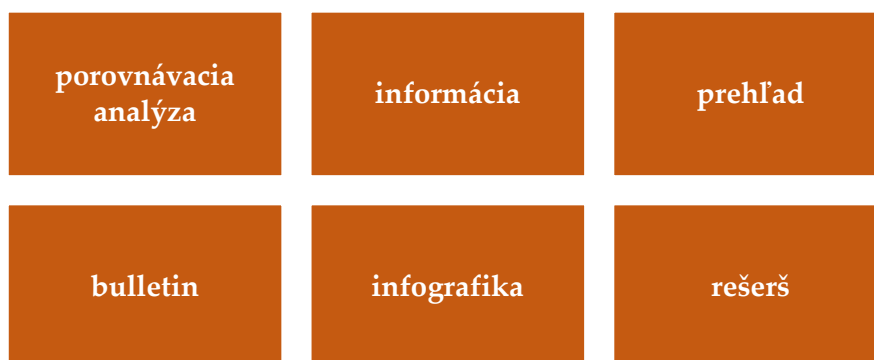 porovnávacia
analýza
informácia
prehľad
bulletin
infografika
rešerš